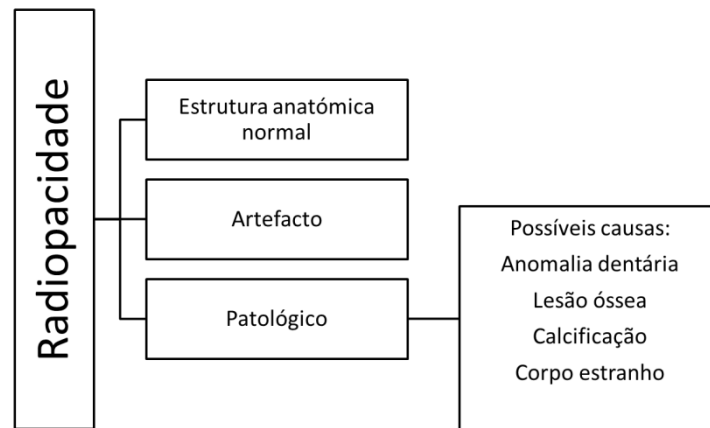 Radiopacidade
Estrutura anatómica
normal
Artefacto
Patológico
Possíveis causas:
Anomalia dentária
Lesão óssea
Calcificação
Corpo estranho